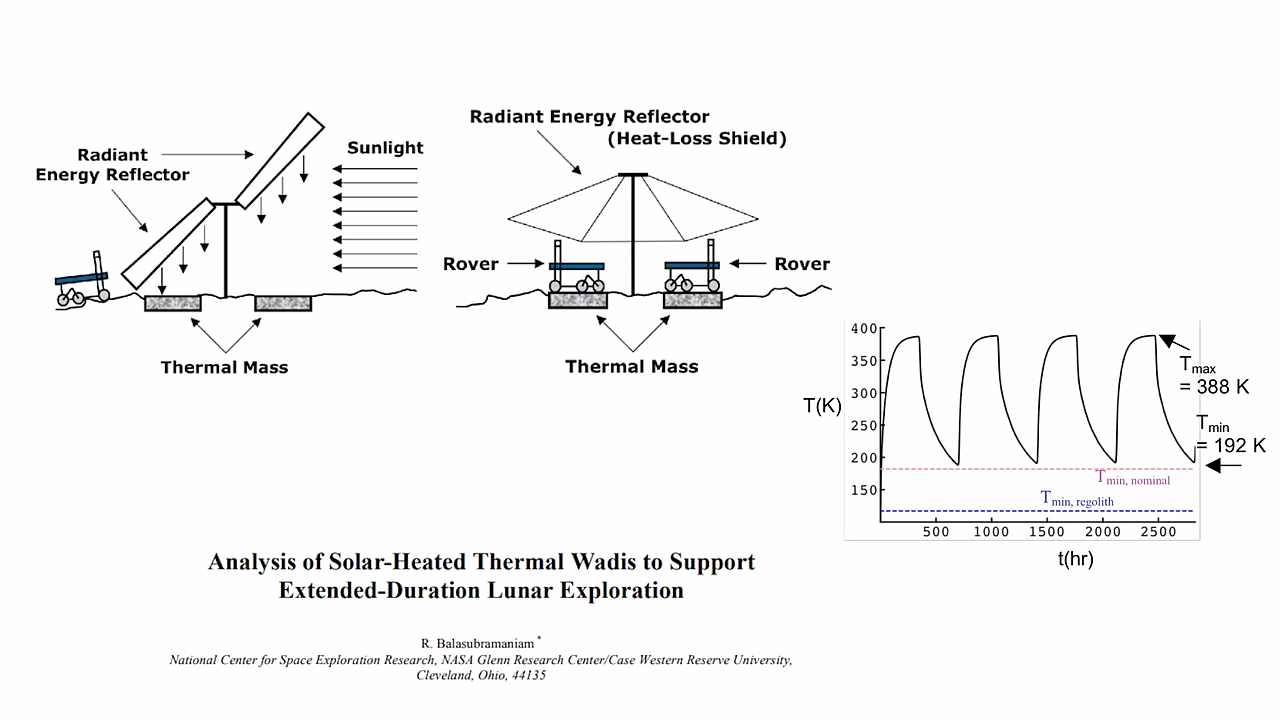 Radiant
Energy Reflector
Sunlight
Thermal Mass
Radiant Energy Reflector
(Heat-Loss Shield)
Rover
Rover
Thermal Mass
400
350
300
250
200
150
T(K)
500 1000 1500 2000 2500
t(hr)
Tmax
= 388 K
Tmin
= 192 K
Tmin, nominal
Tmin, regolith
Analysis of Solar-Heated Thermal Wadis to Support
Extended-Duration Lunar Exploration
R. Balasubramaniam *
National Center for Space Exploration Research, NASA Glenn Research Center/Case Western Reserve University,
Cleveland, Ohio, 44135